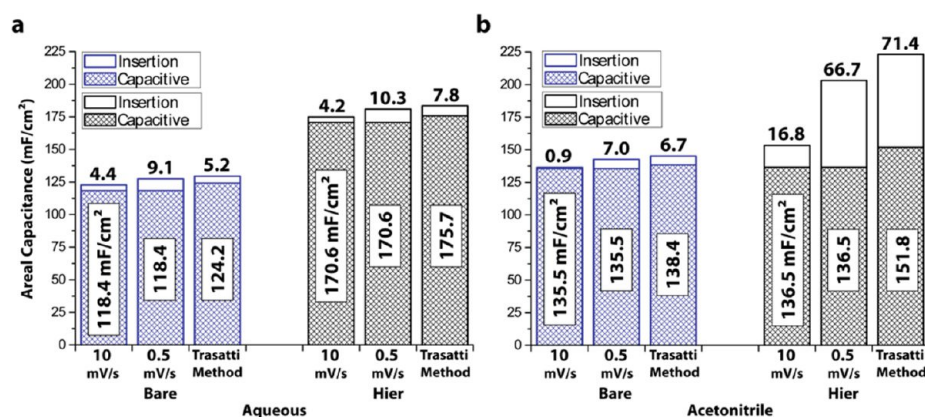 a
Areal Capacitance (mF/cm²)
225
200
175
150
125
100
75
50
25
0
Insertion
Capacitive
Insertion
Capacitive
4.4
9.1
5.2
4.2
10.3
7.8
118.4 mF/cm²
118.4
124.2
170.6 mF/cm²
170.6
175.7
10 0.5 Trasatti 10 0.5 Trasatti
mV/s mV/s Method mV/s mV/s Method
Bare Hier
Aqueous
b
225
200
175
150
125
100
75
50
25
0
Insertion
Capacitive
Insertion
Capacitive
0.9
7.0
6.7
16.8
66.7
71.4
135.5 mF/cm²
135.5
138.4
136.5 mF/cm²
136.5
151.8
10 0.5 Trasatti 10 0.5 Trasatti
mV/s mV/s Method mV/s mV/s Method
Bare Hier
Acetonitrile